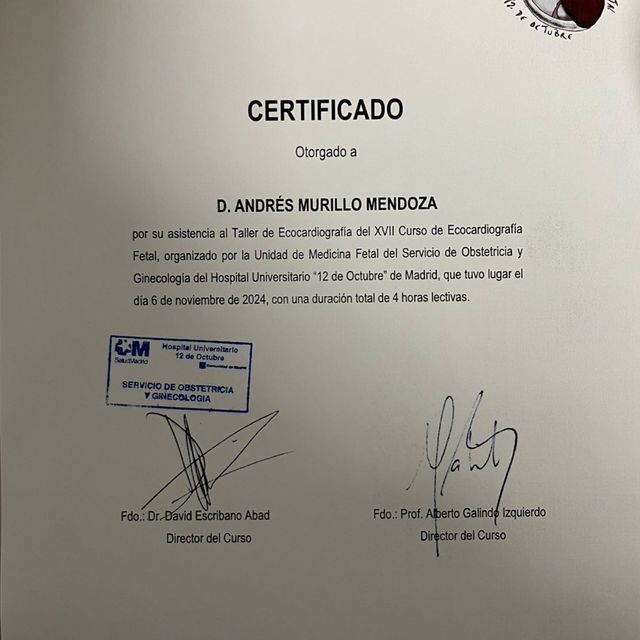 12 DE OCTUBRE
CERTIFICADO
Otorgado a
D. ANDRÉS MURILLO MENDOZA
por su asistencia al Taller de Ecocardiografía del XVII Curso de Ecocardiografía
Fetal, organizado por la Unidad de Medicina Fetal del Servicio de Obstetricia y
Ginecología del Hospital Universitario “12 de Octubre” de Madrid, que tuvo lugar el
día 6 de noviembre de 2024, con una duración total de 4 horas lectivas.
Hospital Universitario
12 de Octubre
SaludMadrid
Comunidad de Madrid
SERVICIO DE OBSTETRICIA
Y GINECOLOGIA
Fdo.: Dr. David Escribano Abad
Director del Curso
Fdo.: Prof. Alberto Galindo Izquierdo
Director del Curso